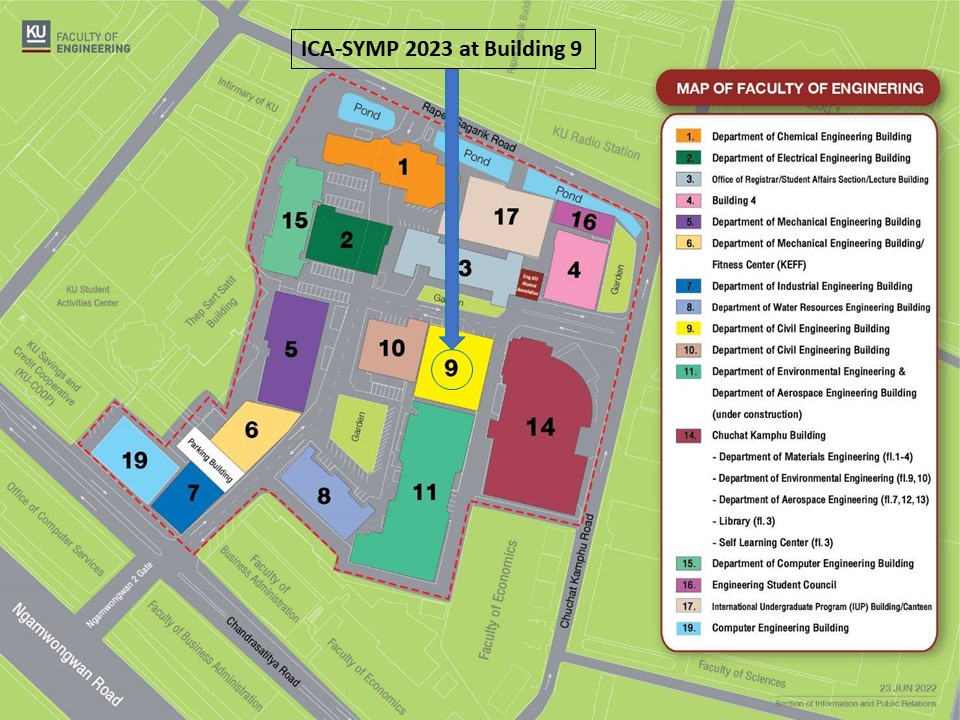 KU
FACULTY OF
ENGINEERING
ICA-SYMP 2023 at Building 9
Infirmary of KU
Pond
Sagarik Road
KU Radio Station
Pond
Pond
1
17
16
15
2
3
4
Eng.KU
Alumni
Association
Garden
KU Student
Activities Center
Thep Sart Satit
Building
5
10
9
KU Savings and
Credit Cooperative
(KU-COOP)
Garden
14
6
Parking Building
19
7
8
11
Office of Computer Services
Ngamwongwan 2 Gate
Ngamwongwan Road
Faculty of
Business Administration
Faculty of Business Administration
Chandrasatitya Road
Faculty of Economics
Faculty of Economics
Chuchat Kamphu Road
Faculty of Sciences
MAP OF FACULTY OF ENGINERING
1. Department of Chemical Engineering Building
2. Department of Electrical Engineering Building
3. Office of Registrar/Student Affairs Section/Lecture Building
4. Building 4
5. Department of Mechanical Engineering Building
6. Department of Mechanical Engineering Building/
Fitness Center (KEFF)
7. Department of Industrial Engineering Building
8. Department of Water Resources Engineering Building
9. Department of Civil Engineering Building
10. Department of Civil Engineering Building
11. Department of Environmental Engineering &
Department of Aerospace Engineering Building
(under construction)
14. Chuchat Kamphu Building
- Department of Materials Engineering (fl.1-4)
- Department of Environmental Engineering (fl.9, 10)
- Department of Aerospace Engineering (fl.7, 12, 13)
- Library (fl. 3)
- Self Learning Center (fl. 3)
15. Department of Computer Engineering Building
16. Engineering Student Council
17. International Undergraduate Program (IUP) Building/Canteen
19. Computer Engineering Building
23 JUN 2022
Section of Information and Public Relations